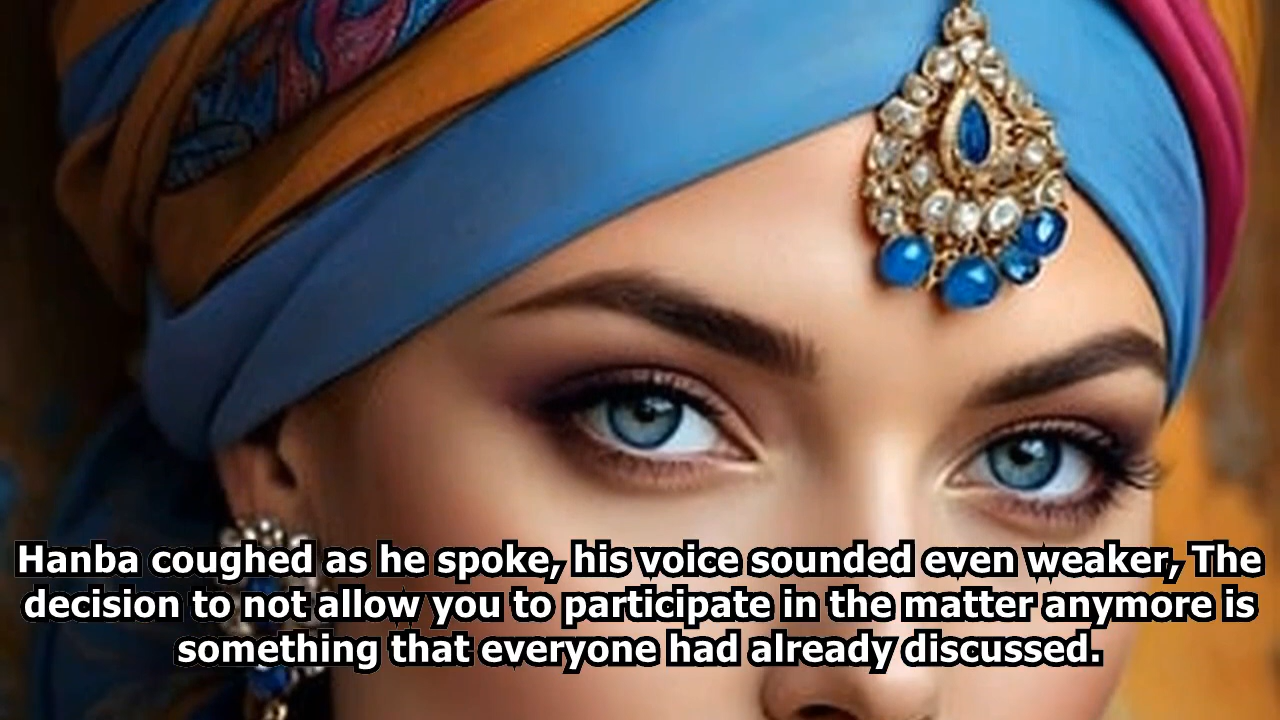 Hanba coughed as he spoke, his voice sounded even weaker, The
decision to not allow you to participate in the matter anymore is
something that everyone had already discussed.